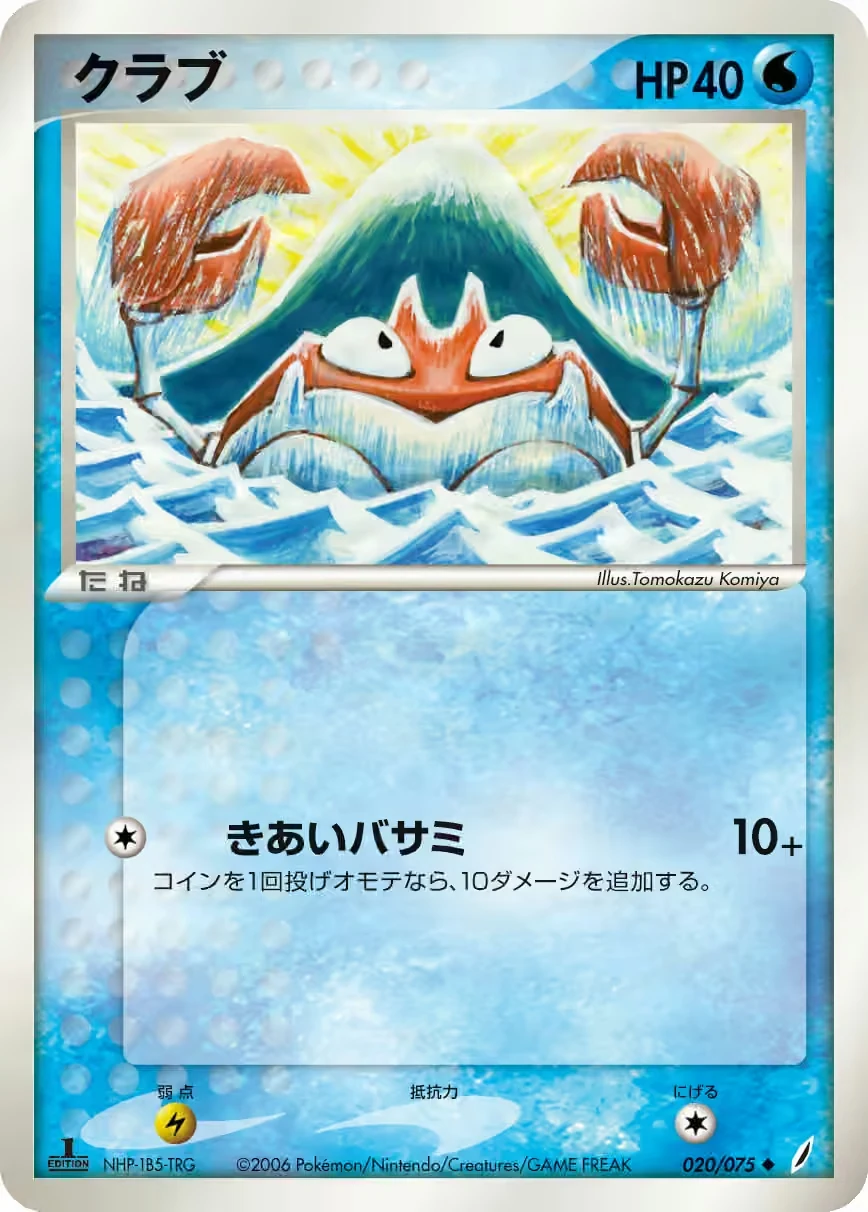 クラブ HP40
たね Illus.Tomokazu Komiya
きあいバサミ 10+
コインを1回投げオモテなら、10ダメージを追加する。
弱点 抵抗力 にげる
1 EDITION NHP-1B5-TRG ©2006 Pokémon/Nintendo/Creatures/GAME FREAK 020/075